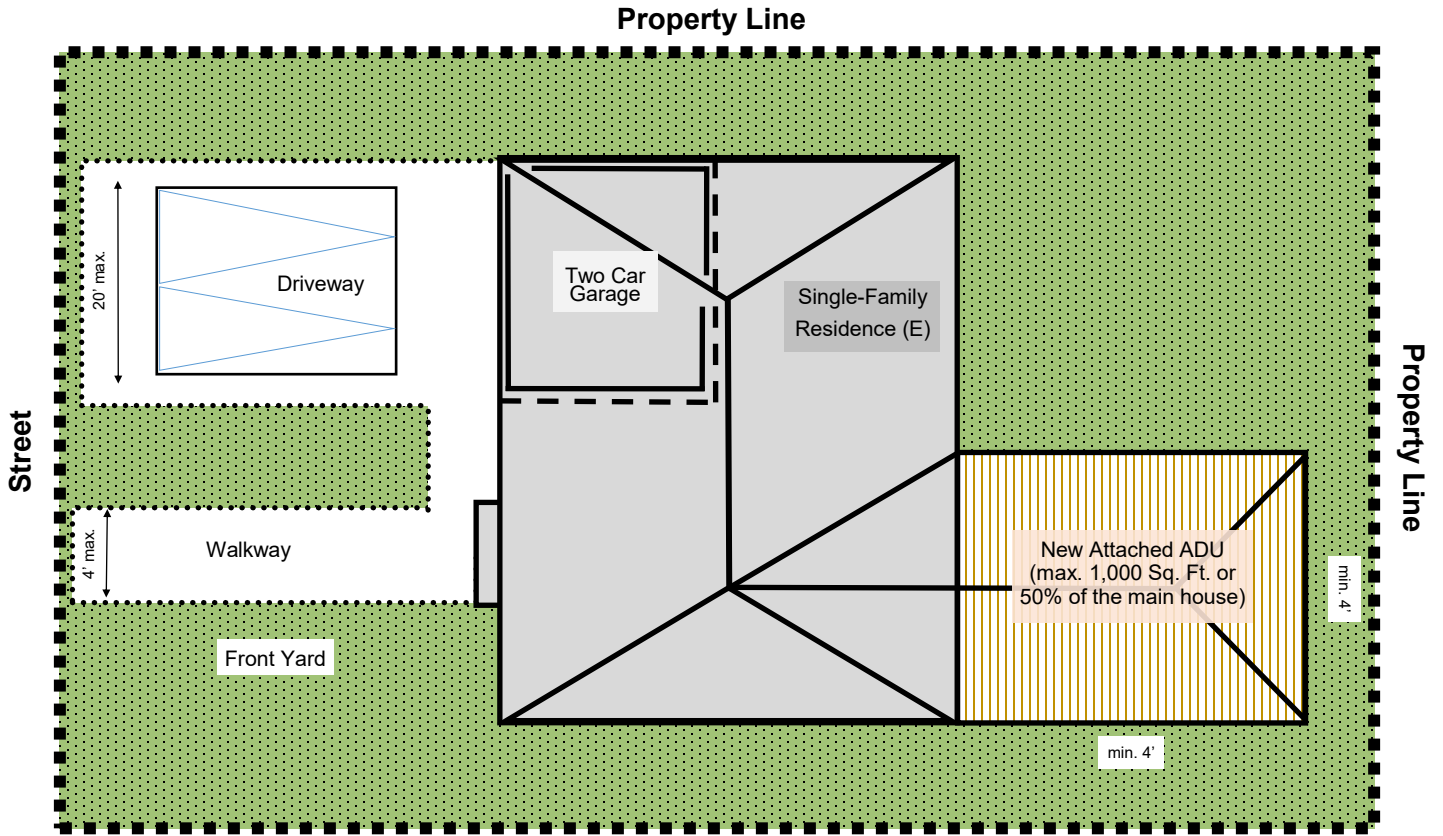 Property Line
Two Car
Garage
Driveway
20’ max.
Single-Family
Residence (E)
Property Line
Street
4’ max.
Walkway
New Attached ADU
(max. 1,000 Sq. Ft. or
50% of the main house)
min. 4’
Front Yard
min. 4’